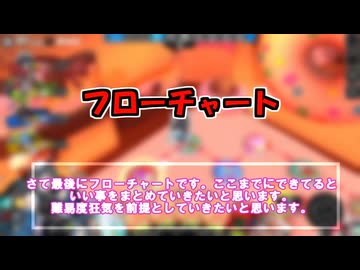 フローチャート
さて最後にフローチャートです。ここまでにできてると
いい事をまとめていきたいと思います。
難易度狂気を前提としていきたいと思います。